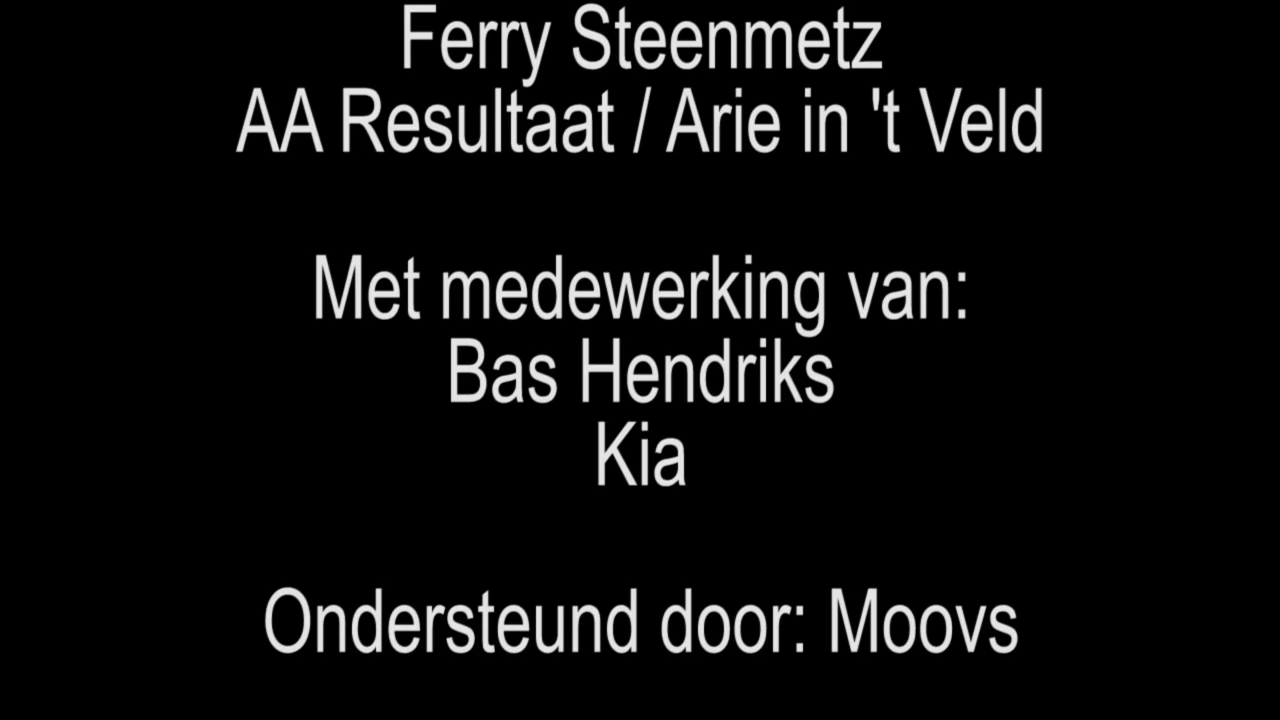 Ferry Steenmetz
AA Resultaat / Arie in 't Veld
Met medewerking van:
Bas Hendriks
Kia
Ondersteund door: Moovs